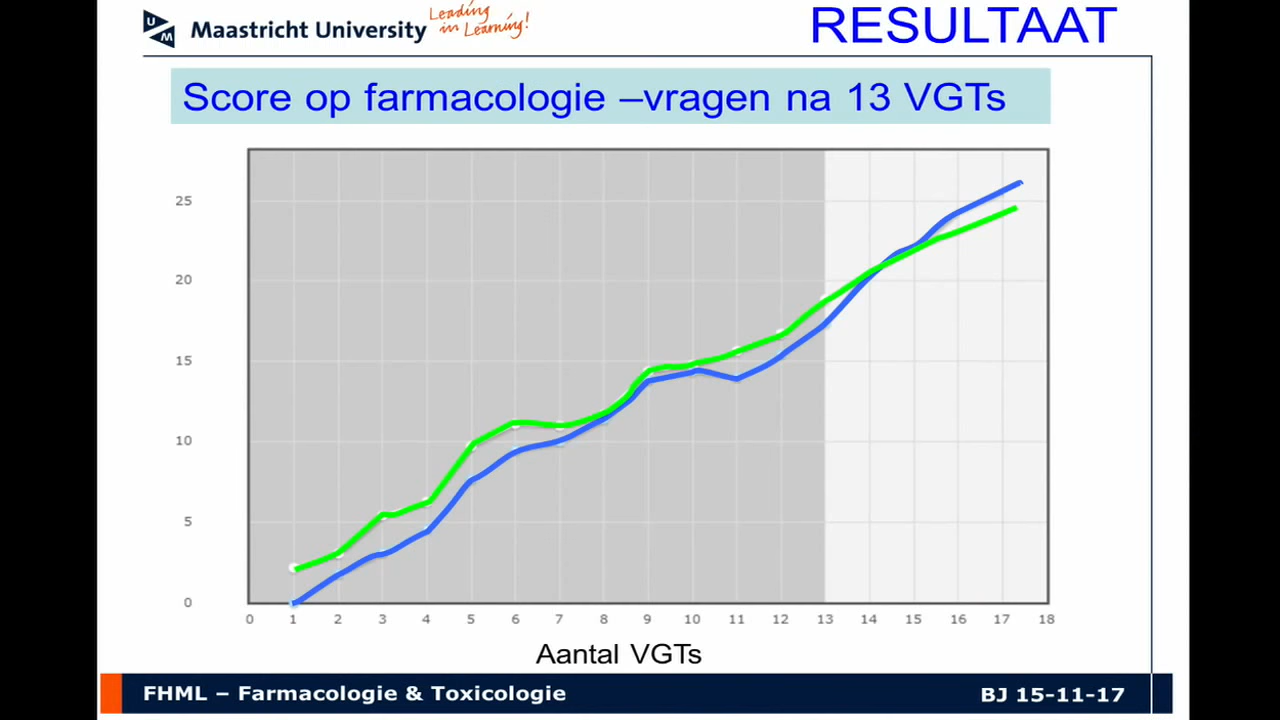 UM
Maastricht University
Leading
in Learning!
RESULTAAT
Score op farmacologie –vragen na 13 VGTs
25
20
15
10
5
0
0 1 2 3 4 5 6 7 8 9 10 11 12 13 14 15 16 17 18
Aantal VGTs
FHML – Farmacologie & Toxicologie
BJ 15-11-17